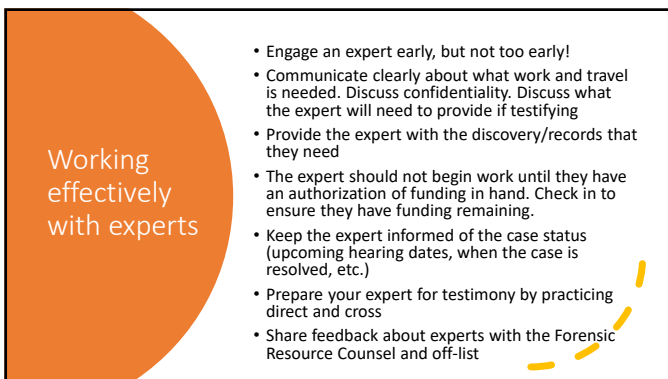 Working
effectively
with experts
• Engage an expert early, but not too early!
• Communicate clearly about what work and travel
is needed. Discuss confidentiality. Discuss what
the expert will need to provide if testifying
• Provide the expert with the discovery/records that
they need
• The expert should not begin work until they have
an authorization of funding in hand. Check in to
ensure they have funding remaining.
• Keep the expert informed of the case status
(upcoming hearing dates, when the case is
resolved, etc.)
• Prepare your expert for testimony by practicing
direct and cross
• Share feedback about experts with the Forensic
Resource Counsel and off-list